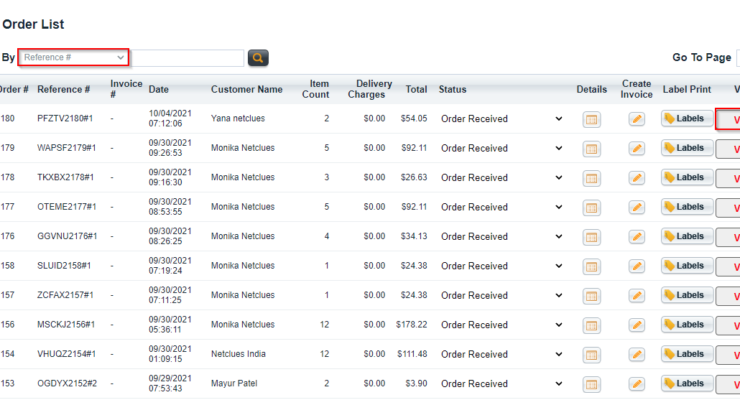 Order List
By Reference # Go To Page
Order # Reference # Invoice # Date Customer Name Item Count Delivery Charges Total Status Details Create Invoice Label Print V
180 PFZTV2180#1 - 10/04/2021 07:12:06 Yana netclues 2 $0.00 $54.05 Order Received Labels V
179 WAPSF2179#1 - 09/30/2021 09:26:53 Monika Netclues 5 $0.00 $92.11 Order Received Labels V
178 TKXBX2178#1 - 09/30/2021 09:16:30 Monika Netclues 3 $0.00 $26.63 Order Received Labels V
177 OTEME2177#1 - 09/30/2021 08:53:55 Monika Netclues 5 $0.00 $92.11 Order Received Labels V
176 GGVNU2176#1 - 09/30/2021 08:26:25 Monika Netclues 4 $0.00 $34.13 Order Received Labels V
158 SLUID2158#1 - 09/30/2021 07:19:24 Monika Netclues 1 $0.00 $24.38 Order Received Labels V
157 ZCFAX2157#1 - 09/30/2021 07:11:25 Monika Netclues 1 $0.00 $24.38 Order Received Labels V
156 MSCKJ2156#1 - 09/30/2021 05:36:11 Monika Netclues 12 $0.00 $178.22 Order Received Labels V
154 VHUQZ2154#1 - 09/30/2021 01:09:15 Netclues India 12 $0.00 $111.48 Order Received Labels V
153 OGDYX2152#2 - 09/29/2021 07:53:43 Mayur Patel 2 $0.00 $3.90 Order Received Labels V